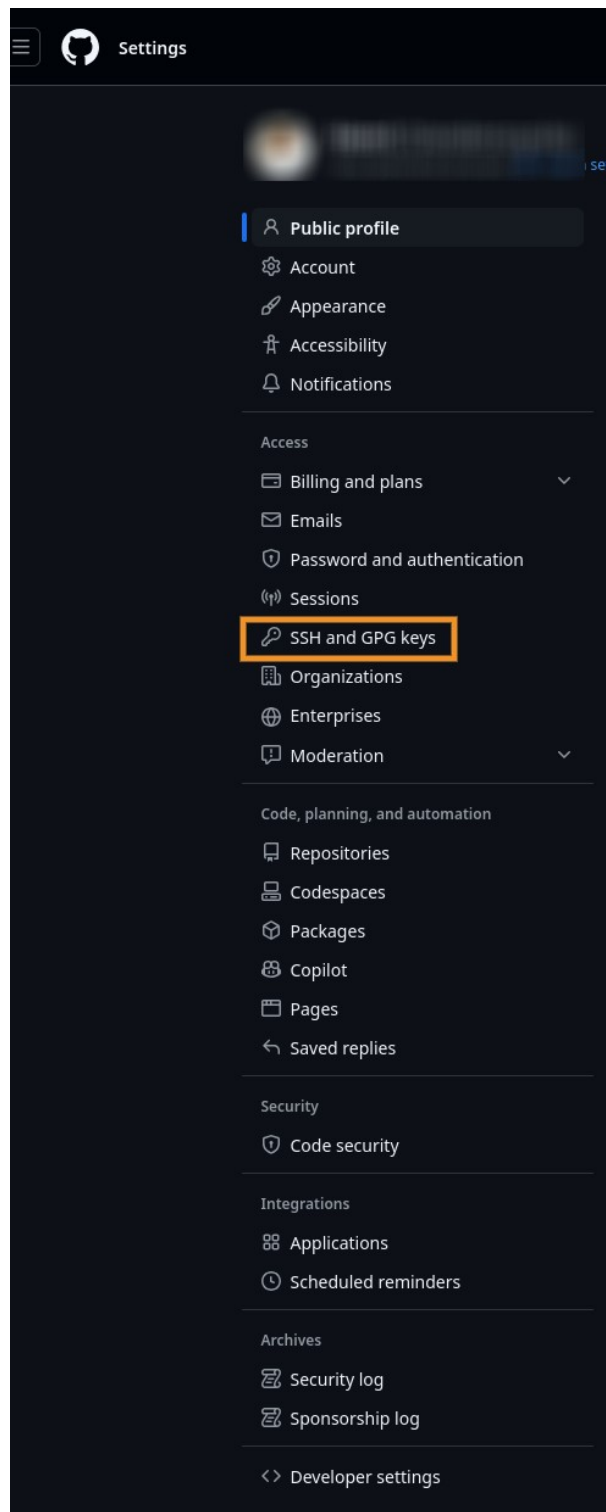 Settings
se
Public profile
Account
Appearance
Accessibility
Notifications
Access
Billing and plans
Emails
Password and authentication
Sessions
SSH and GPG keys
Organizations
Enterprises
Moderation
Code, planning, and automation
Repositories
Codespaces
Packages
Copilot
Pages
Saved replies
Security
Code security
Integrations
Applications
Scheduled reminders
Archives
Security log
Sponsorship log
Developer settings